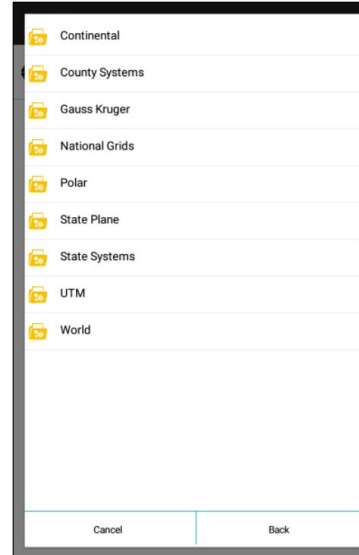 Continental
County Systems
Gauss Kruger
National Grids
Polar
State Plane
State Systems
UTM
World
Cancel Back